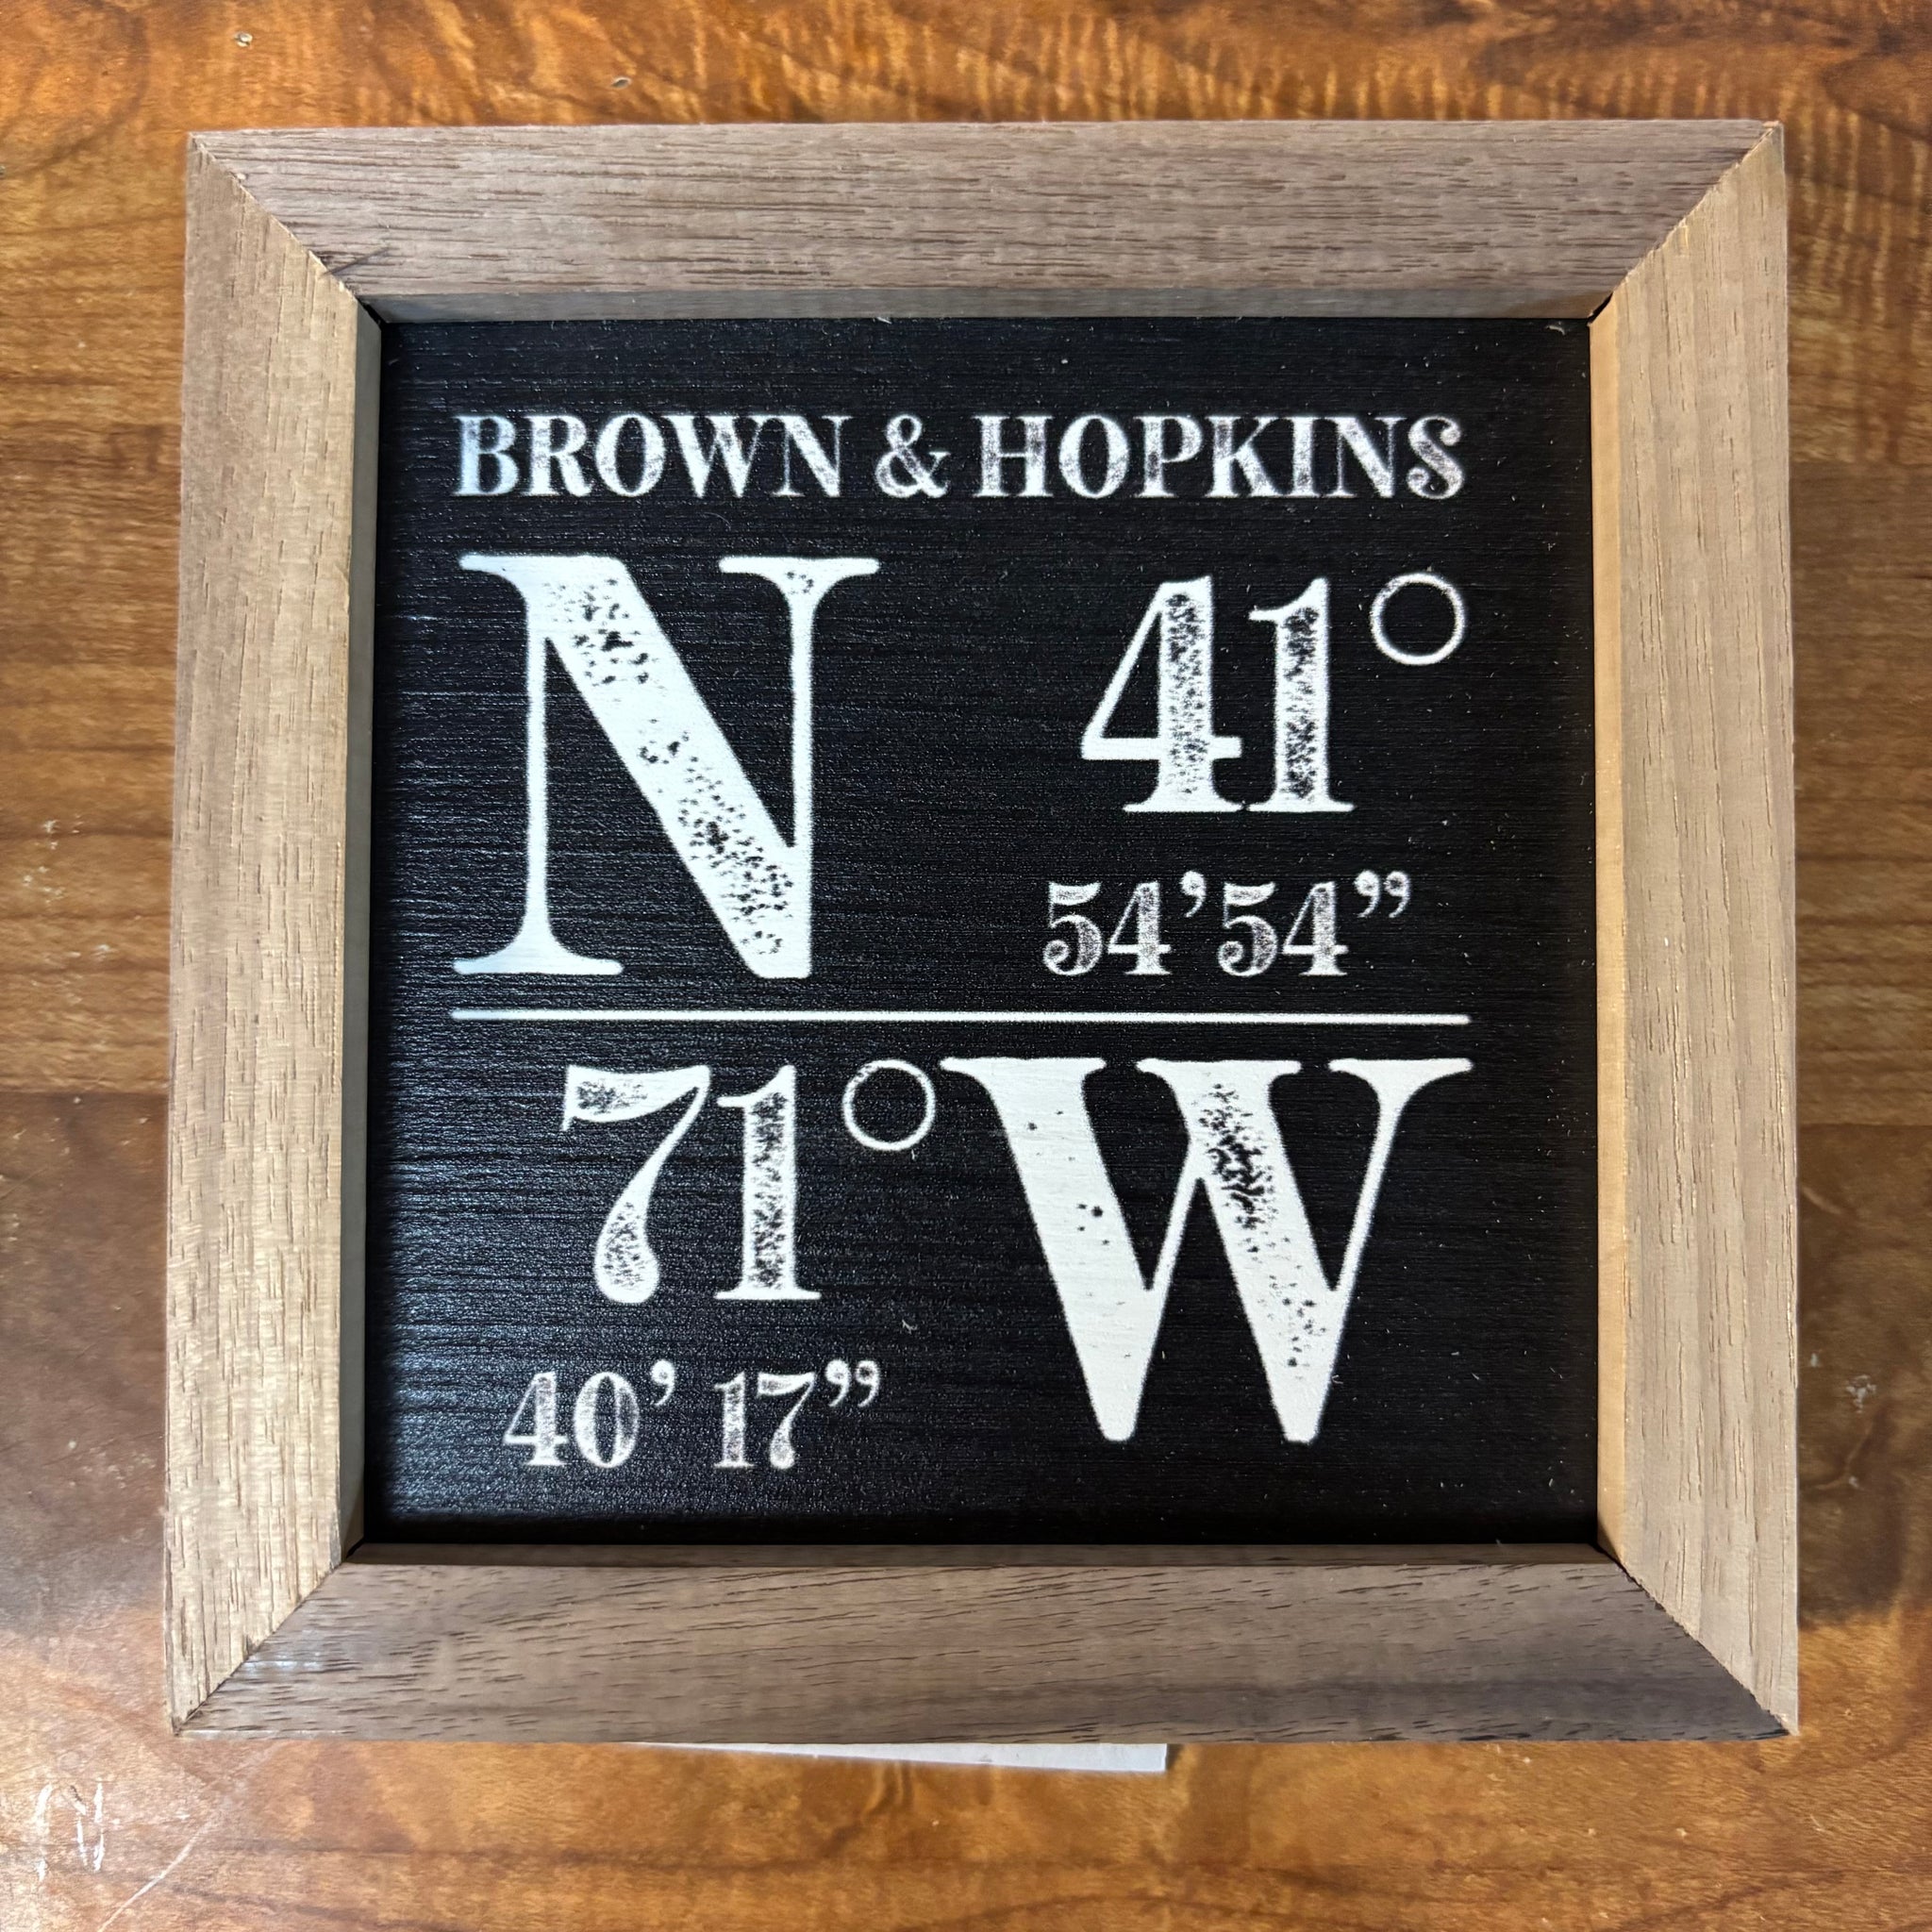 BROWN & HOPKINS
N 41°
54’54”
71° W
40’ 17”